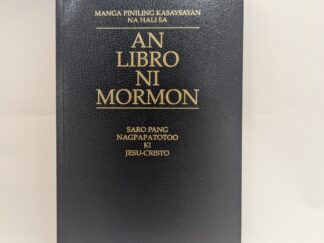 MANGA PINILING KASAYSAYAN
NA HALI SA
AN
LIBRO
NI
MORMON
SARO PANG
NAGPAPATOTOO
KI
JESU-CRISTO